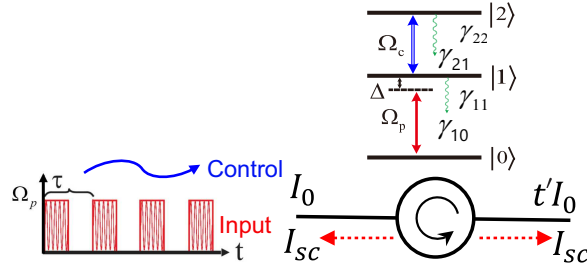 |2⟩
Ω_c
γ_22
γ_21
|1⟩
Δ
γ_11
Ω_p
γ_10
|0⟩
Control
τ
Ω_p
Input
t
I_0
t'I_0
I_sc
I_sc